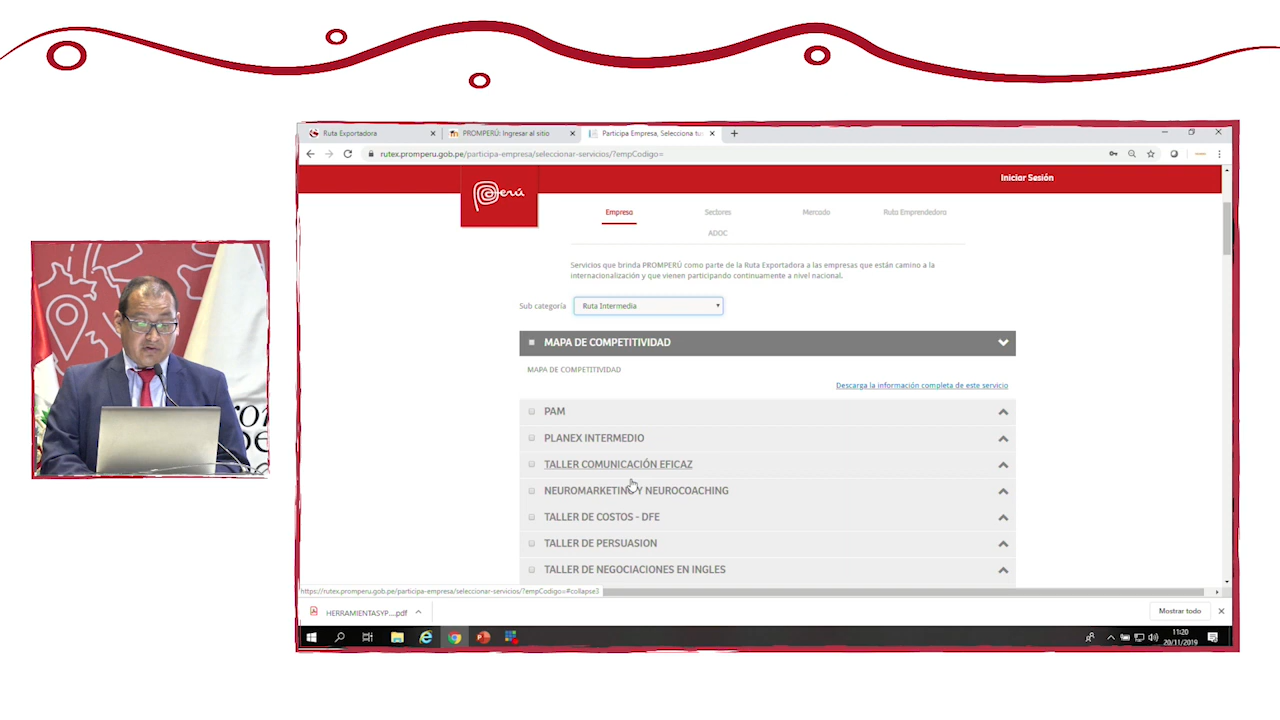 Ruta Exportadora
PROMPERÚ: Ingresar al sitio
Participa Empresa, Selecciona tu
rutex.promperu.gob.pe/participa-empresa/seleccionar-servicios/?empCodigo=
Iniciar Sesión
Perú
Empresa
Sectores
Mercado
Ruta Emprendedora
ADOC
Servicios que brinda PROMPERÚ como parte de la Ruta Exportadora a las empresas que están camino a la
internacionalización y que vienen participando continuamente a nivel nacional.
Sub categoría
Ruta Intermedia
MAPA DE COMPETITIVIDAD
MAPA DE COMPETITIVIDAD
Descarga la información completa de este servicio
PAM
PLANEX INTERMEDIO
TALLER COMUNICACIÓN EFICAZ
NEUROMARKETING Y NEUROCOACHING
TALLER DE COSTOS - DFE
TALLER DE PERSUASION
TALLER DE NEGOCIACIONES EN INGLES
https://rutex.promperu.gob.pe/participa-empresa/seleccionar-servicios/?empCodigo=#collapse3
HERRAMIENTASYP....pdf
Mostrar todo
11:20
20/11/2019